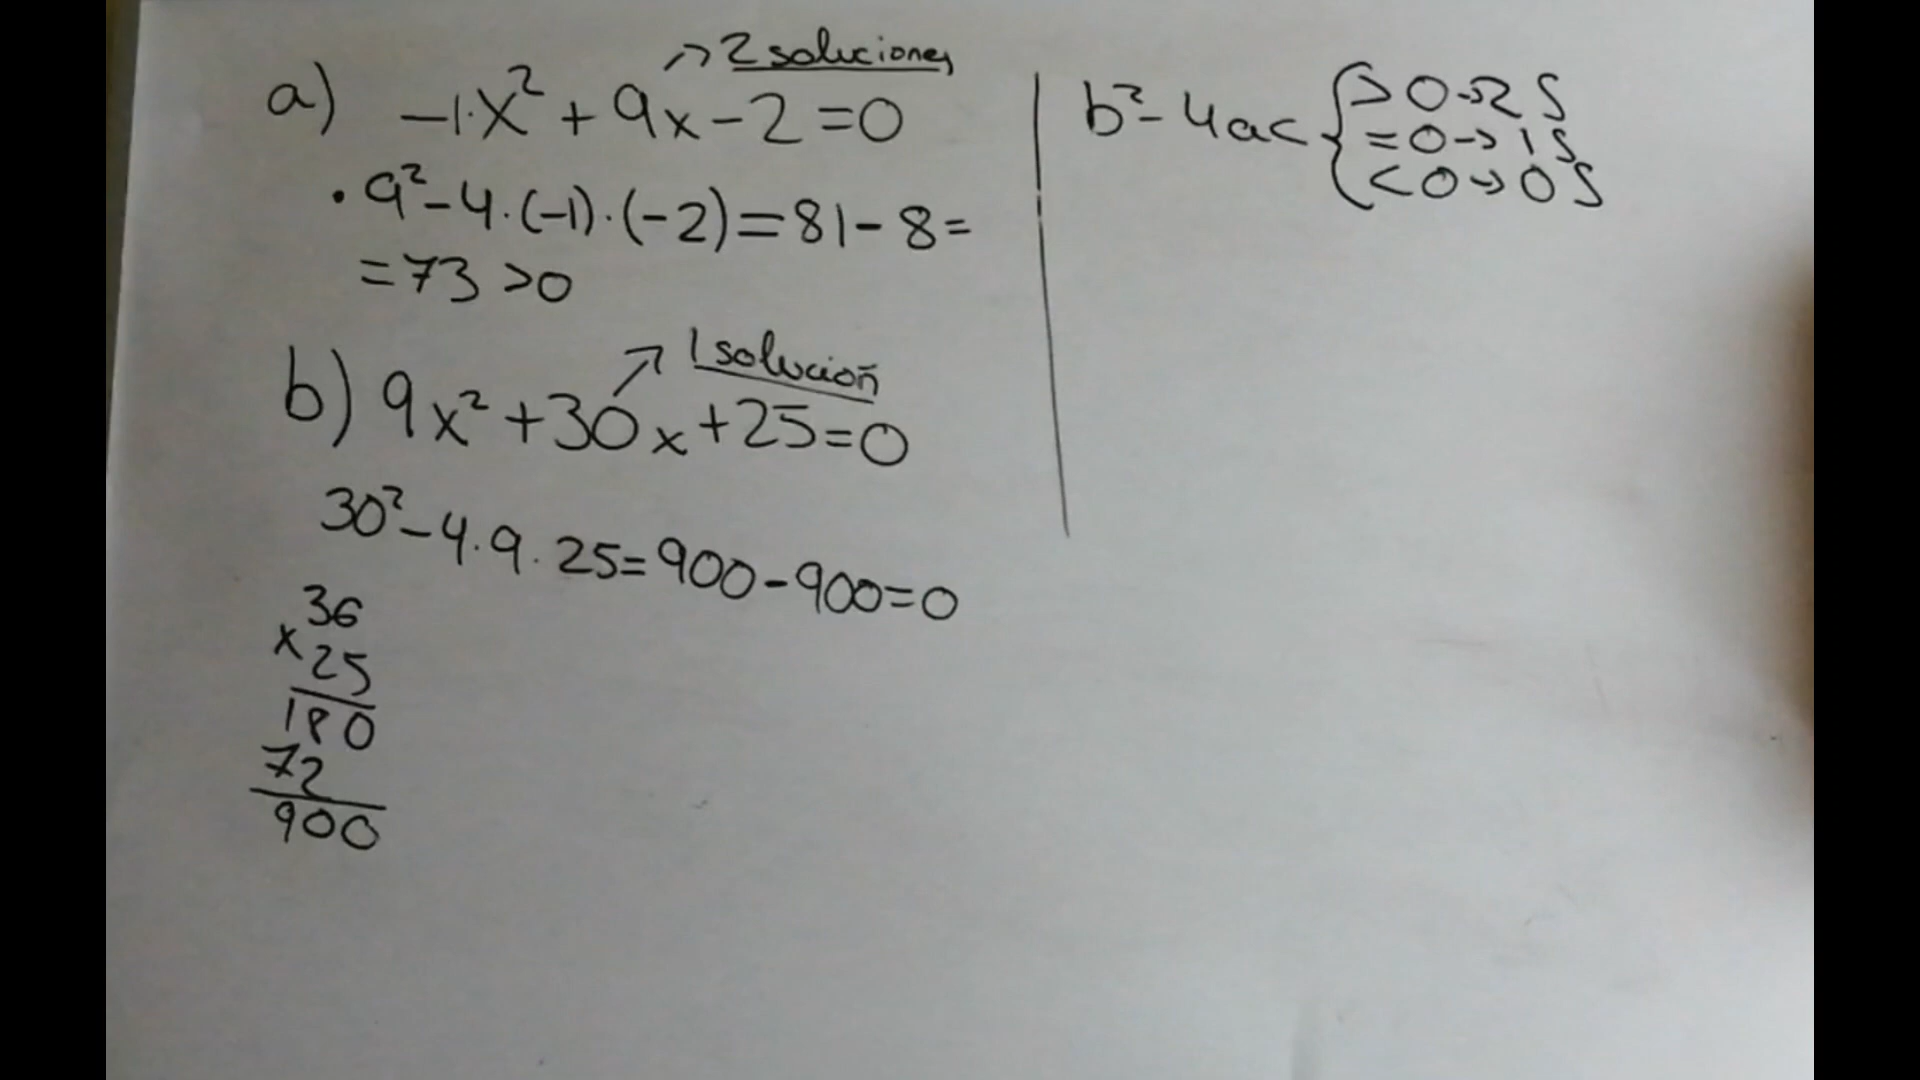 → 2 soluciones
a) -1·x² + 9x - 2 = 0
· 9² - 4·(-1)·(-2) = 81 - 8 =
= 73 > 0
↗ 1 solución
b) 9x² + 30x + 25 = 0
30² - 4·9·25 = 900 - 900 = 0
36
x 25
180
72
900
b² - 4ac { > 0 → 2 S
= 0 → 1 S
< 0 → 0 S